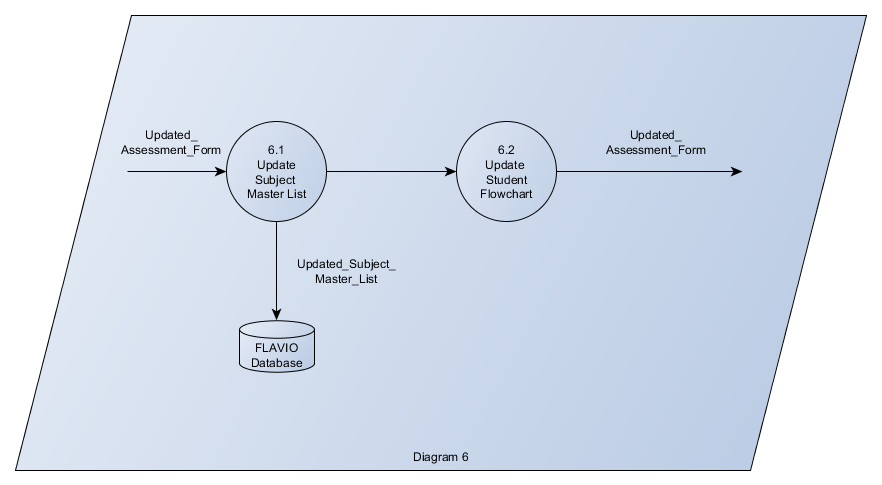 Updated_
Assessment_Form
6.1
Update
Subject
Master List
6.2
Update
Student
Flowchart
Updated_
Assessment_Form
Updated_Subject_
Master_List
FLAVIO
Database
Diagram 6